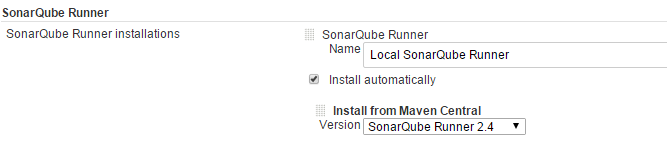 SonarQube Runner
SonarQube Runner installations
SonarQube Runner
Name
Local SonarQube Runner
Install automatically
Install from Maven Central
Version
SonarQube Runner 2.4